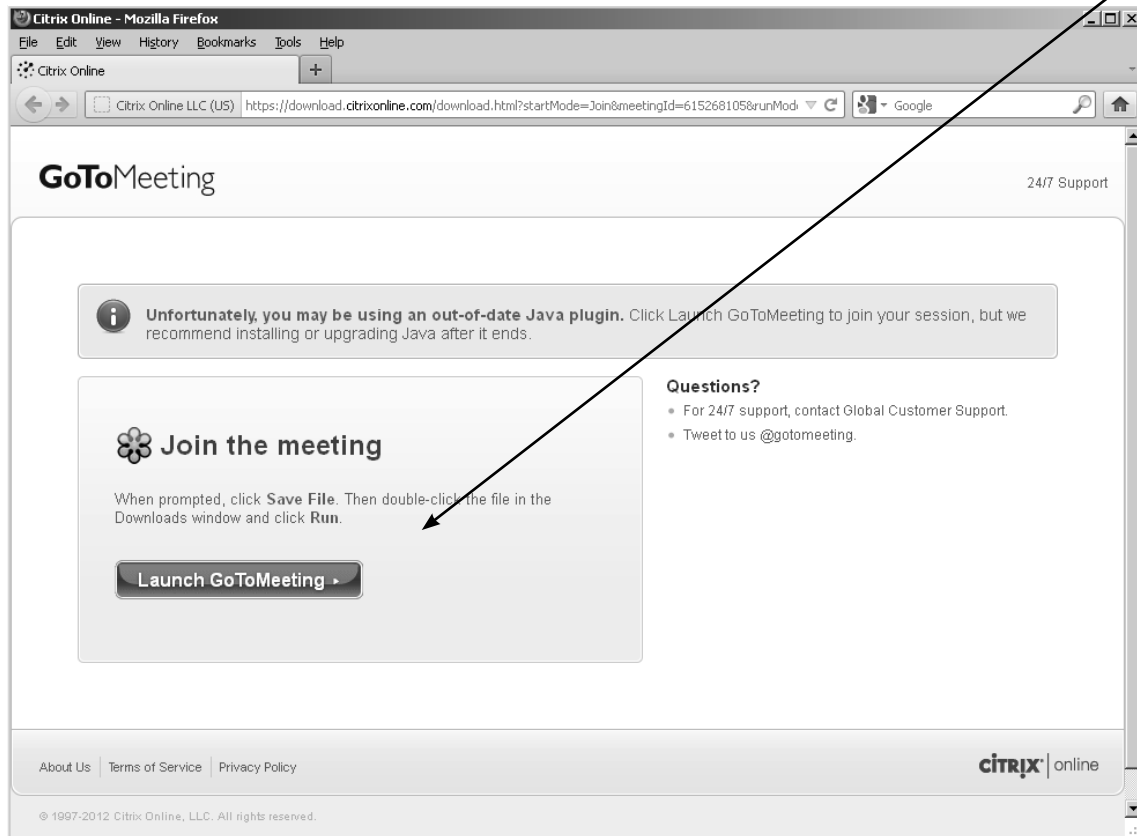 Citrix Online - Mozilla Firefox
File Edit View History Bookmarks Tools Help
Citrix Online +
Citrix Online LLC (US) https://download.citrixonline.com/download.html?startMode=Join&meetingId=615268105&runMod Google
GoToMeeting
24/7 Support
Unfortunately, you may be using an out-of-date Java plugin. Click Launch GoToMeeting to join your session, but we
recommend installing or upgrading Java after it ends.
Join the meeting
When prompted, click Save File. Then double-click the file in the
Downloads window and click Run.
Launch GoToMeeting
Questions?
For 24/7 support, contact Global Customer Support.
Tweet to us @gotomeeting.
About Us Terms of Service Privacy Policy
CITRIX online
© 1997-2012 Citrix Online, LLC. All rights reserved.